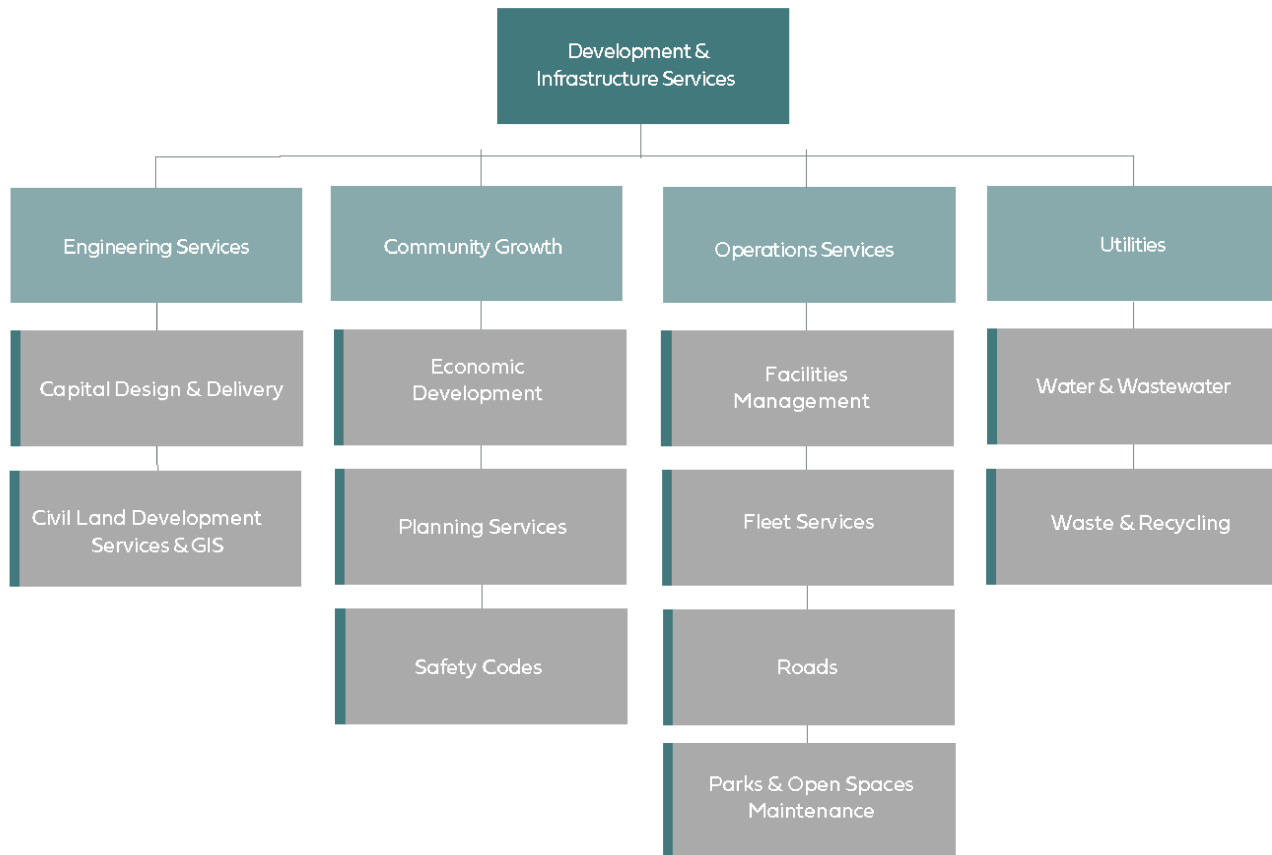 Development &
Infrastructure Services
Engineering Services
Community Growth
Operations Services
Utilities
Capital Design & Delivery
Economic
Development
Facilities
Management
Water & Wastewater
Civil Land Development
Services & GIS
Planning Services
Fleet Services
Waste & Recycling
Safety Codes
Roads
Parks & Open Spaces
Maintenance